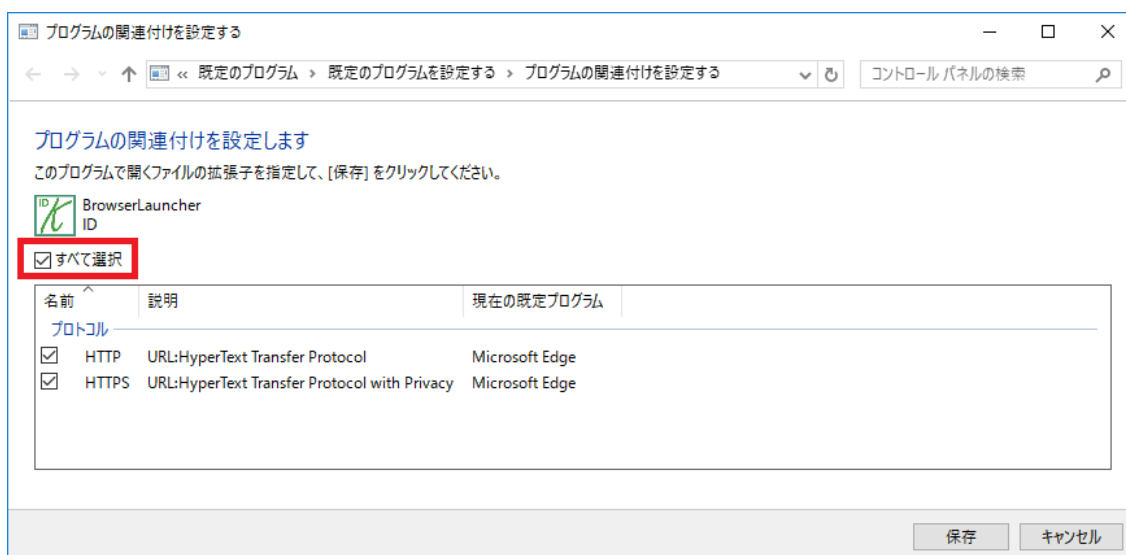 プログラムの関連付けを設定する
« 既定のプログラム › 既定のプログラムを設定する › プログラムの関連付けを設定する
コントロール パネルの検索
プログラムの関連付けを設定します
このプログラムで開くファイルの拡張子を指定して、[保存] をクリックしてください。
BrowserLauncher
ID
すべて選択
名前 説明 現在の既定プログラム
プロトコル
HTTP URL:HyperText Transfer Protocol Microsoft Edge
HTTPS URL:HyperText Transfer Protocol with Privacy Microsoft Edge
保存 キャンセル